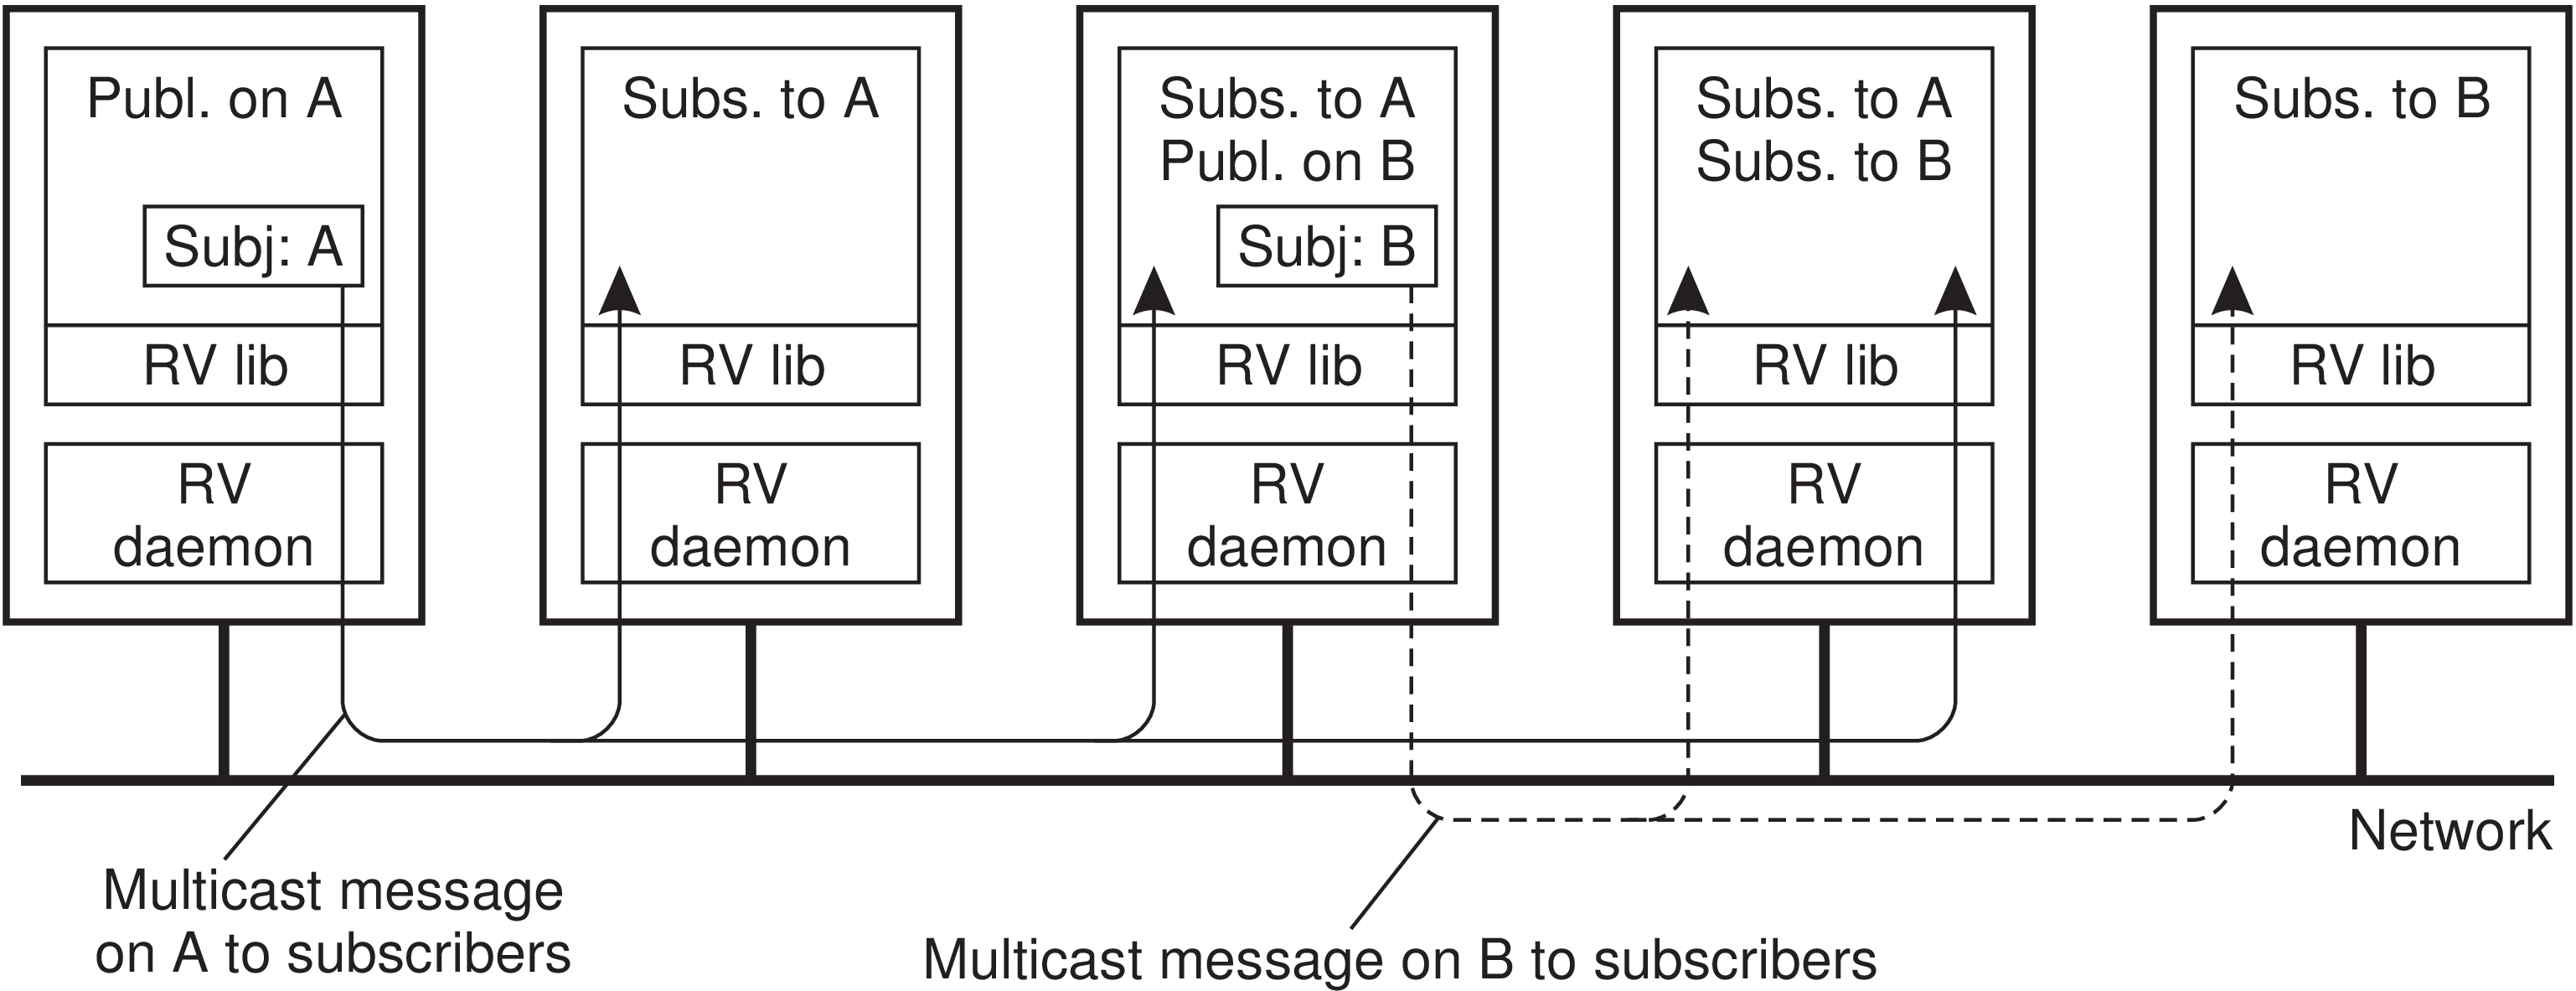 Publ. on A
Subj: A
RV lib
RV
daemon
Subs. to A
RV lib
RV
daemon
Subs. to A
Publ. on B
Subj: B
RV lib
RV
daemon
Subs. to A
Subs. to B
RV lib
RV
daemon
Subs. to B
RV lib
RV
daemon
Network
Multicast message
on A to subscribers
Multicast message on B to subscribers